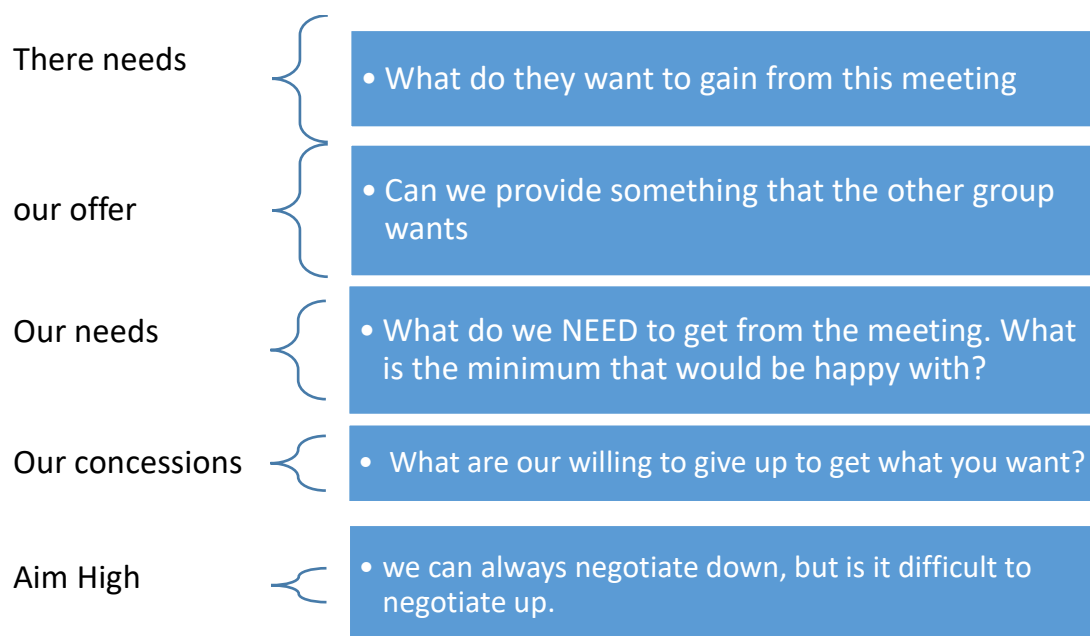 There needs
• What do they want to gain from this meeting
our offer
• Can we provide something that the other group
wants
Our needs
• What do we NEED to get from the meeting. What
is the minimum that would be happy with?
Our concessions
• What are our willing to give up to get what you want?
Aim High
• we can always negotiate down, but is it difficult to
negotiate up.